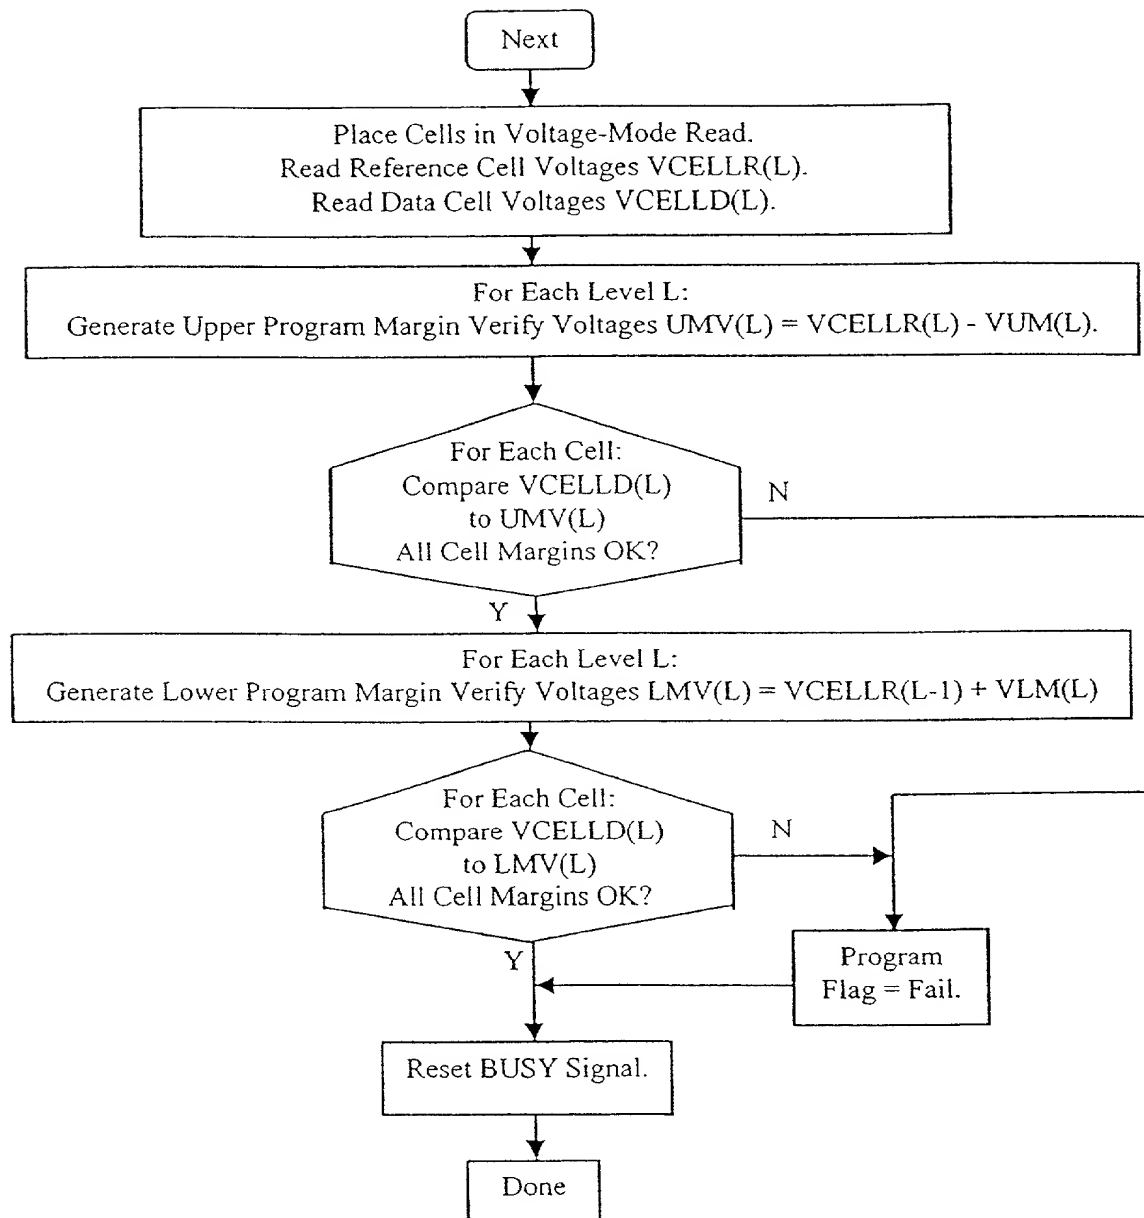 Next
Place Cells in Voltage-Mode Read.
Read Reference Cell Voltages VCELLR(L).
Read Data Cell Voltages VCELLD(L).
For Each Level L:
Generate Upper Program Margin Verify Voltages UMV(L) = VCELLR(L) - VUM(L).
For Each Cell:
Compare VCELLD(L)
to UMV(L)
All Cell Margins OK?
N
Y
For Each Level L:
Generate Lower Program Margin Verify Voltages LMV(L) = VCELLR(L-1) + VLM(L)
For Each Cell:
Compare VCELLD(L)
to LMV(L)
All Cell Margins OK?
N
Y
Program
Flag = Fail.
Reset BUSY Signal.
Done